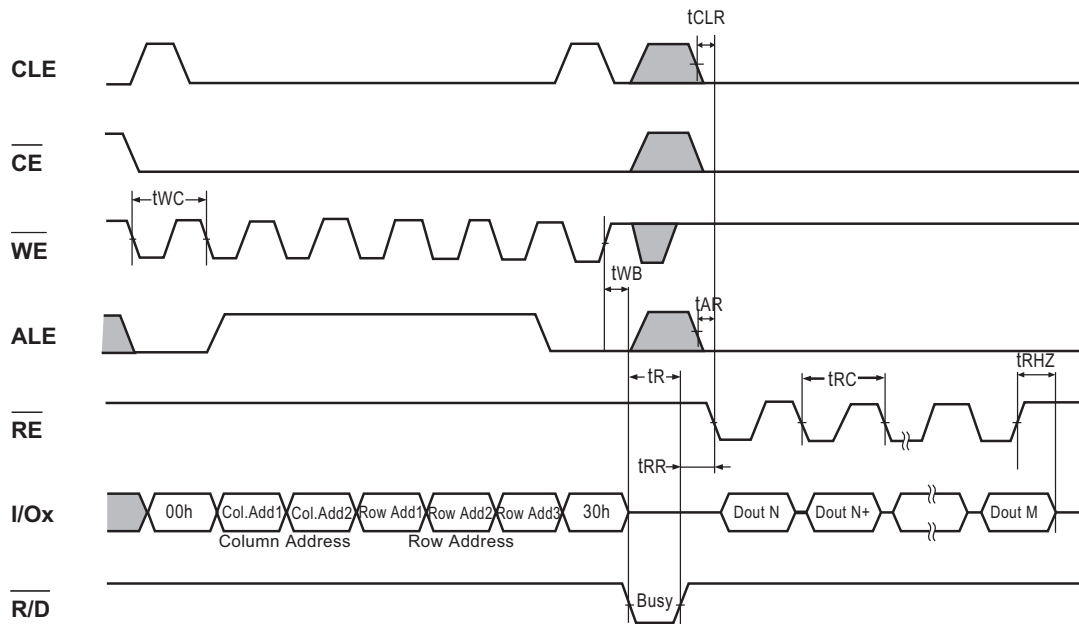 tCLR
CLE
CE
tWC
WE
tWB
tAR
ALE
tR
tRC
tRHZ
RE
tRR
I/Ox
00h
Col.Add1
Col.Add2
Row Add1
Row Add2
Row Add3
30h
Dout N
Dout N+
Dout M
Column Address
Row Address
R/D
Busy